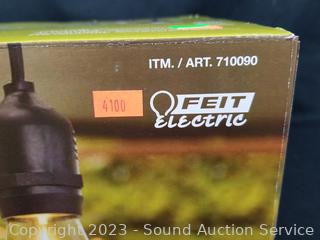 ITM. / ART. 710090
4100
FEIT
Electric
Copyright 2023 - Sound Auction Service